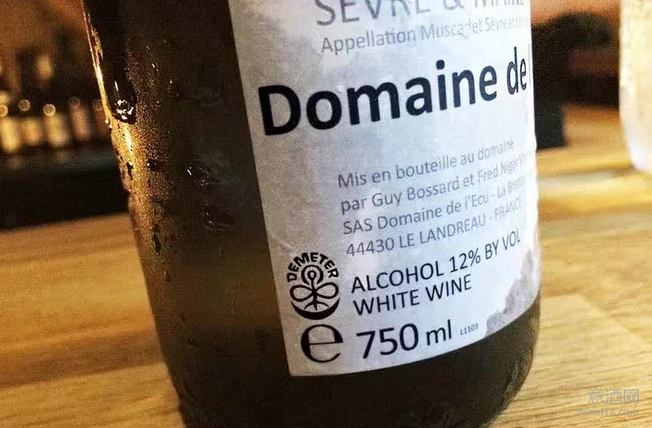 SÈVRE & MAINE
Appellation Muscadet Sèvre et
Domaine de
Mis en bouteille au domaine
par Guy Bossard et Fred Niger
SAS Domaine de l'Ecu - La
44430 LE LANDREAU - FRANCE
DEMETER
ALCOHOL 12% BY VOL
WHITE WINE
e 750 ml L1103